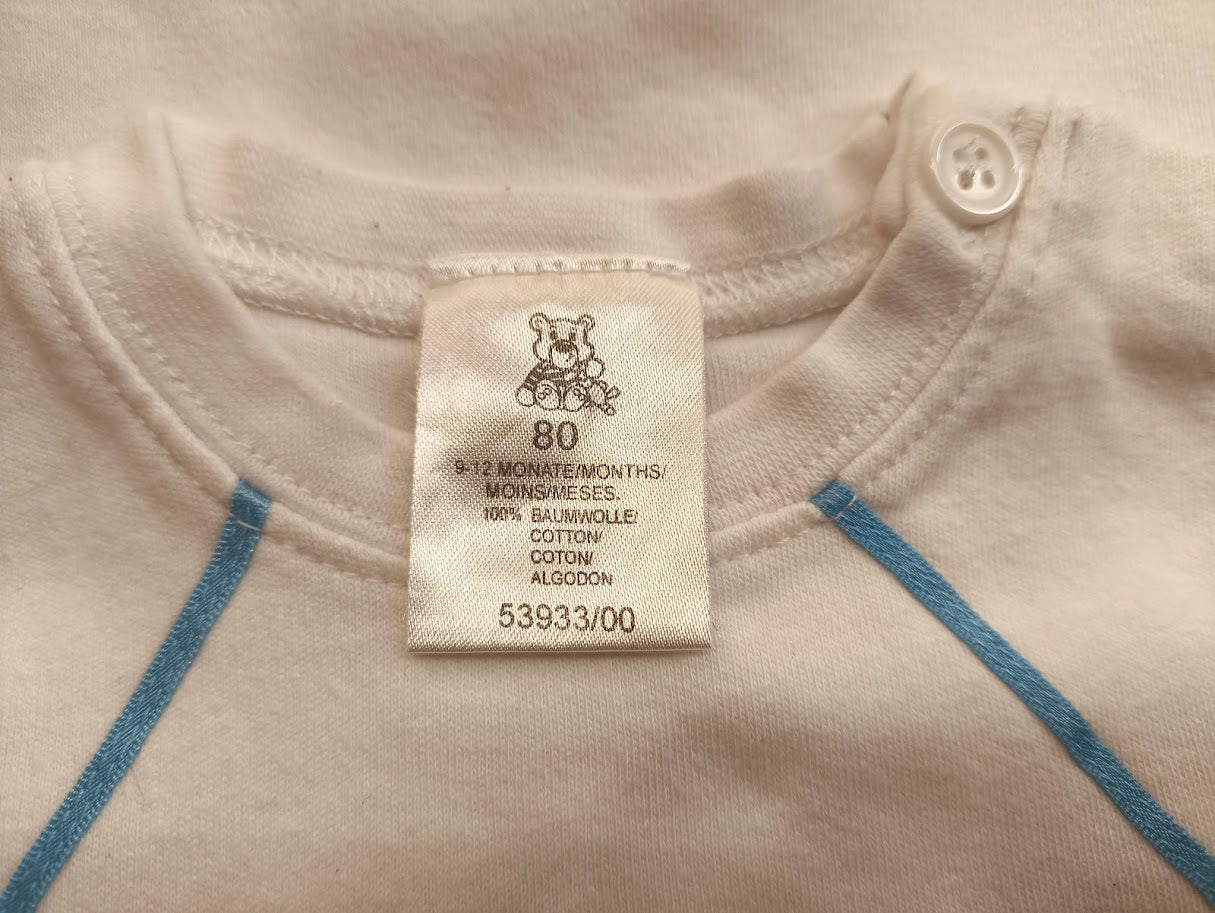 80
9-12 MONATE/MONTHS/
MOINS/MESES.
100% BAUMWOLLE/
COTTON/
COTON/
ALGODON
53933/00